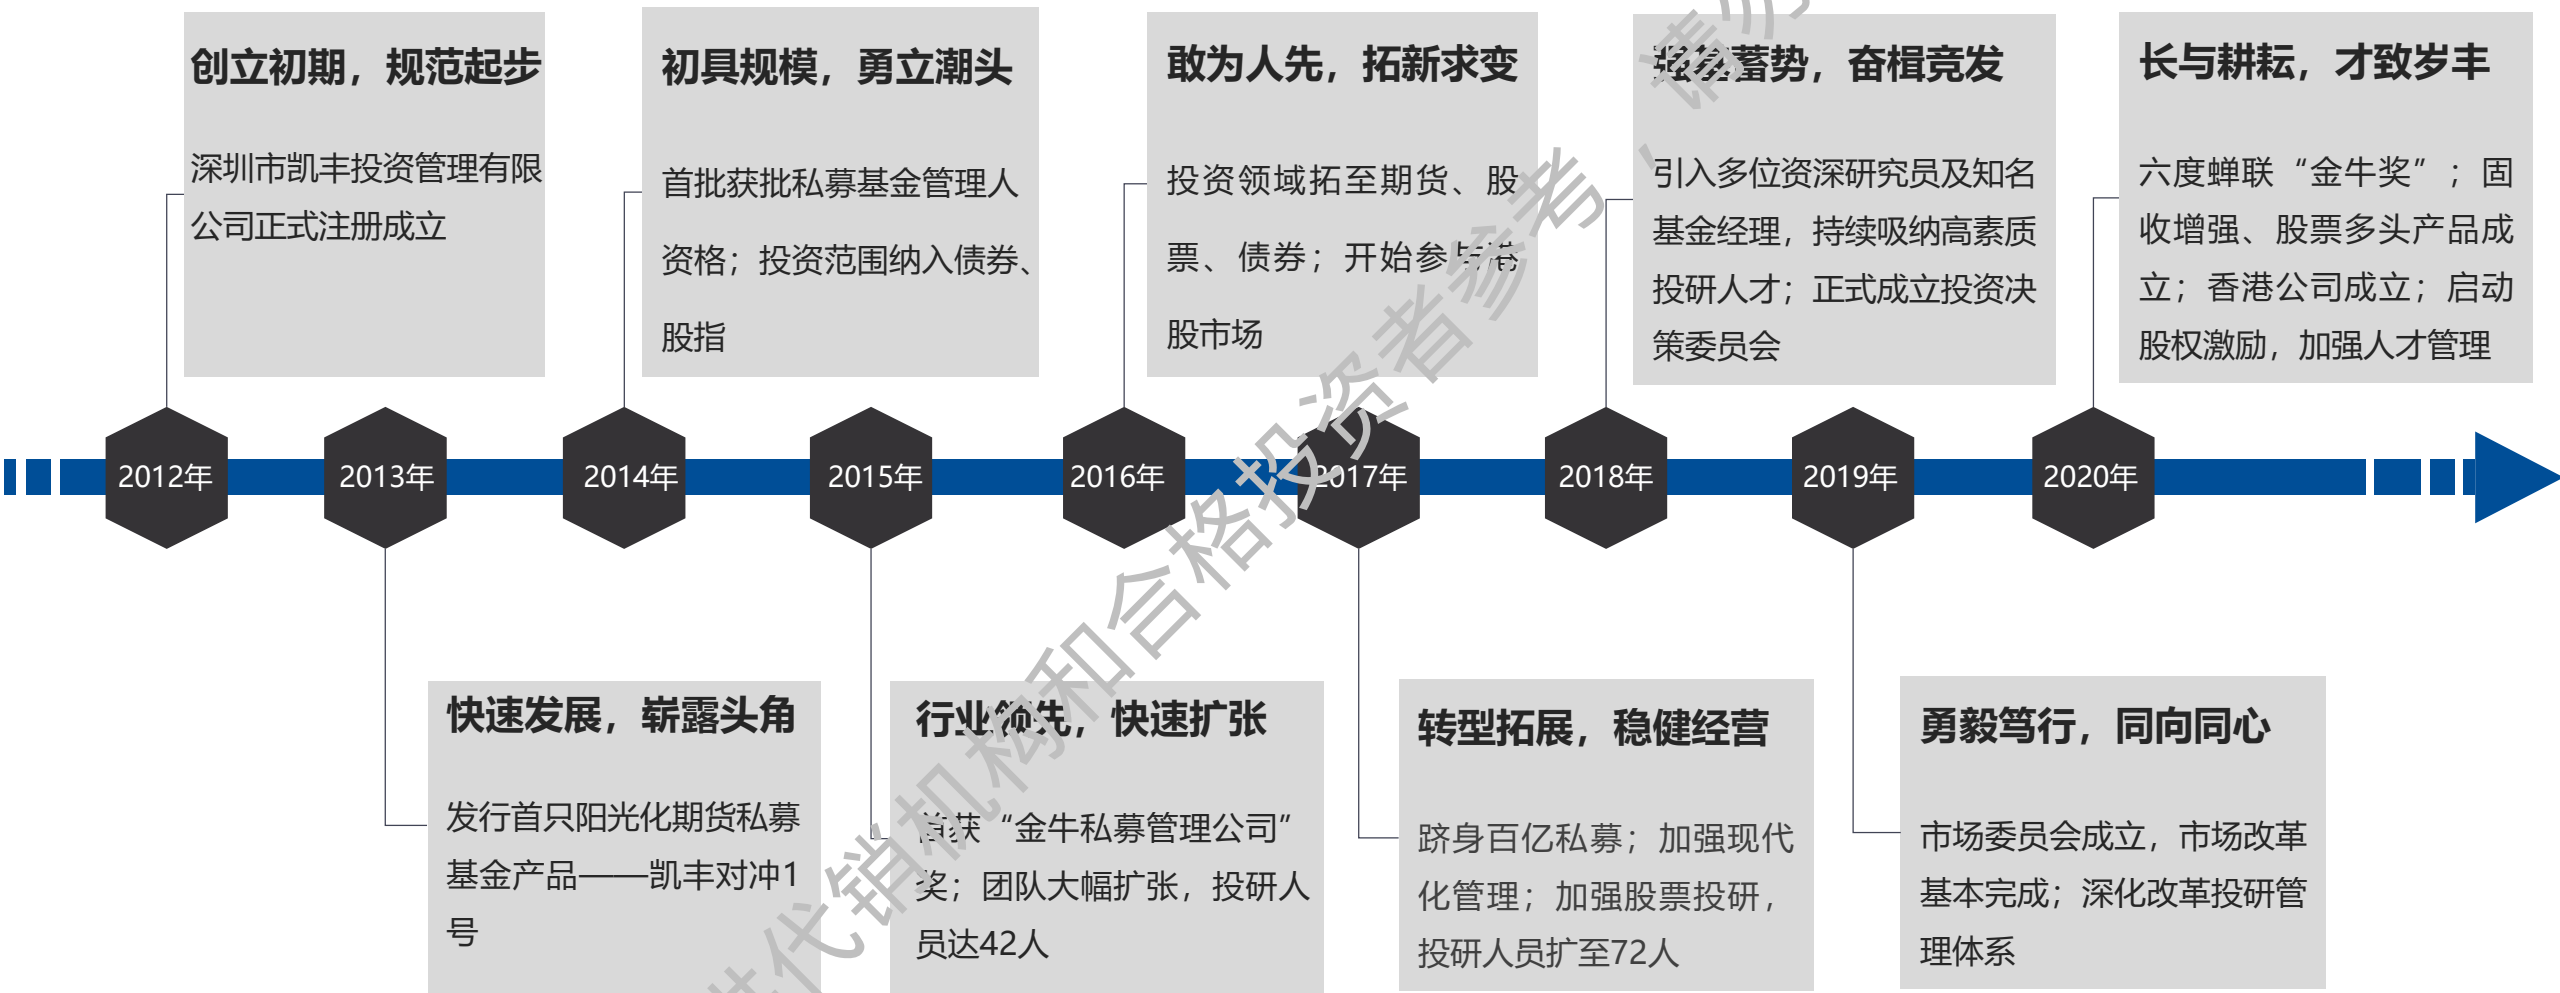 创立初期，规范起步
深圳市凯丰投资管理有限
公司正式注册成立
初具规模，勇立潮头
首批获批私募基金管理人
资格；投资范围纳入债券、
股指
敢为人先，拓新求变
投资领域拓至期货、股
票、债券；开始参与港
股市场
蓄势，奋楫竞发
引入多位资深研究员及知名
基金经理，持续吸纳高素质
投研人才；正式成立投资决
策委员会
长与耕耘，才致岁丰
六度蝉联“金牛奖”；固
收增强、股票多头产品成
立；香港公司成立；启动
股权激励，加强人才管理
2012年
2013年
2014年
2015年
2016年
2017年
2018年
2019年
2020年
快速发展，崭露头角
发行首只阳光化期货私募
基金产品——凯丰对冲1
号
行业领先，快速扩张
首获“金牛私募管理公司”
奖；团队大幅扩张，投研人
员达42人
转型拓展，稳健经营
跻身百亿私募；加强现代
化管理；加强股票投研，
投研人员扩至72人
勇毅笃行，同向同心
市场委员会成立，市场改革
基本完成；深化改革投研管
理体系
供代销机构和合格投资者参考，请勿